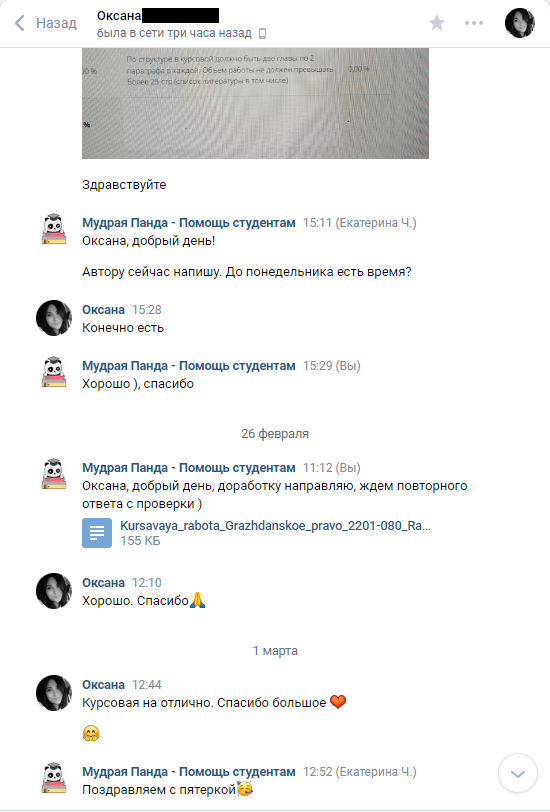 Назад
Оксана
была в сети три часа назад
По структуре в курсовой должно быть две главы по 2
00 %
параграфа в каждой. Объем работы не должен превышать
0,00 %
Более 25 стр (список литературы в том числе)
%
Здравствуйте
Мудрая Панда - Помощь студентам 15:11 (Екатерина Ч.)
Оксана, добрый день!
Автору сейчас напишу. До понедельника есть время?
Оксана 15:28
Конечно есть
Мудрая Панда - Помощь студентам 15:29 (Вы)
Хорошо ), спасибо
26 февраля
Мудрая Панда - Помощь студентам 11:12 (Вы)
Оксана, добрый день, доработку направляю, ждем повторного
ответа с проверки )
Kursavaya_rabota_Grazhdanskoe_pravo_2201-080_Ra...
155 КБ
Оксана 12:10
Хорошо. Спасибо🙏
1 марта
Оксана 12:44
Курсовая на отлично. Спасибо большое ❤
🤗
Мудрая Панда - Помощь студентам 12:52 (Екатерина Ч.)
Поздравляем с пятеркой🥳